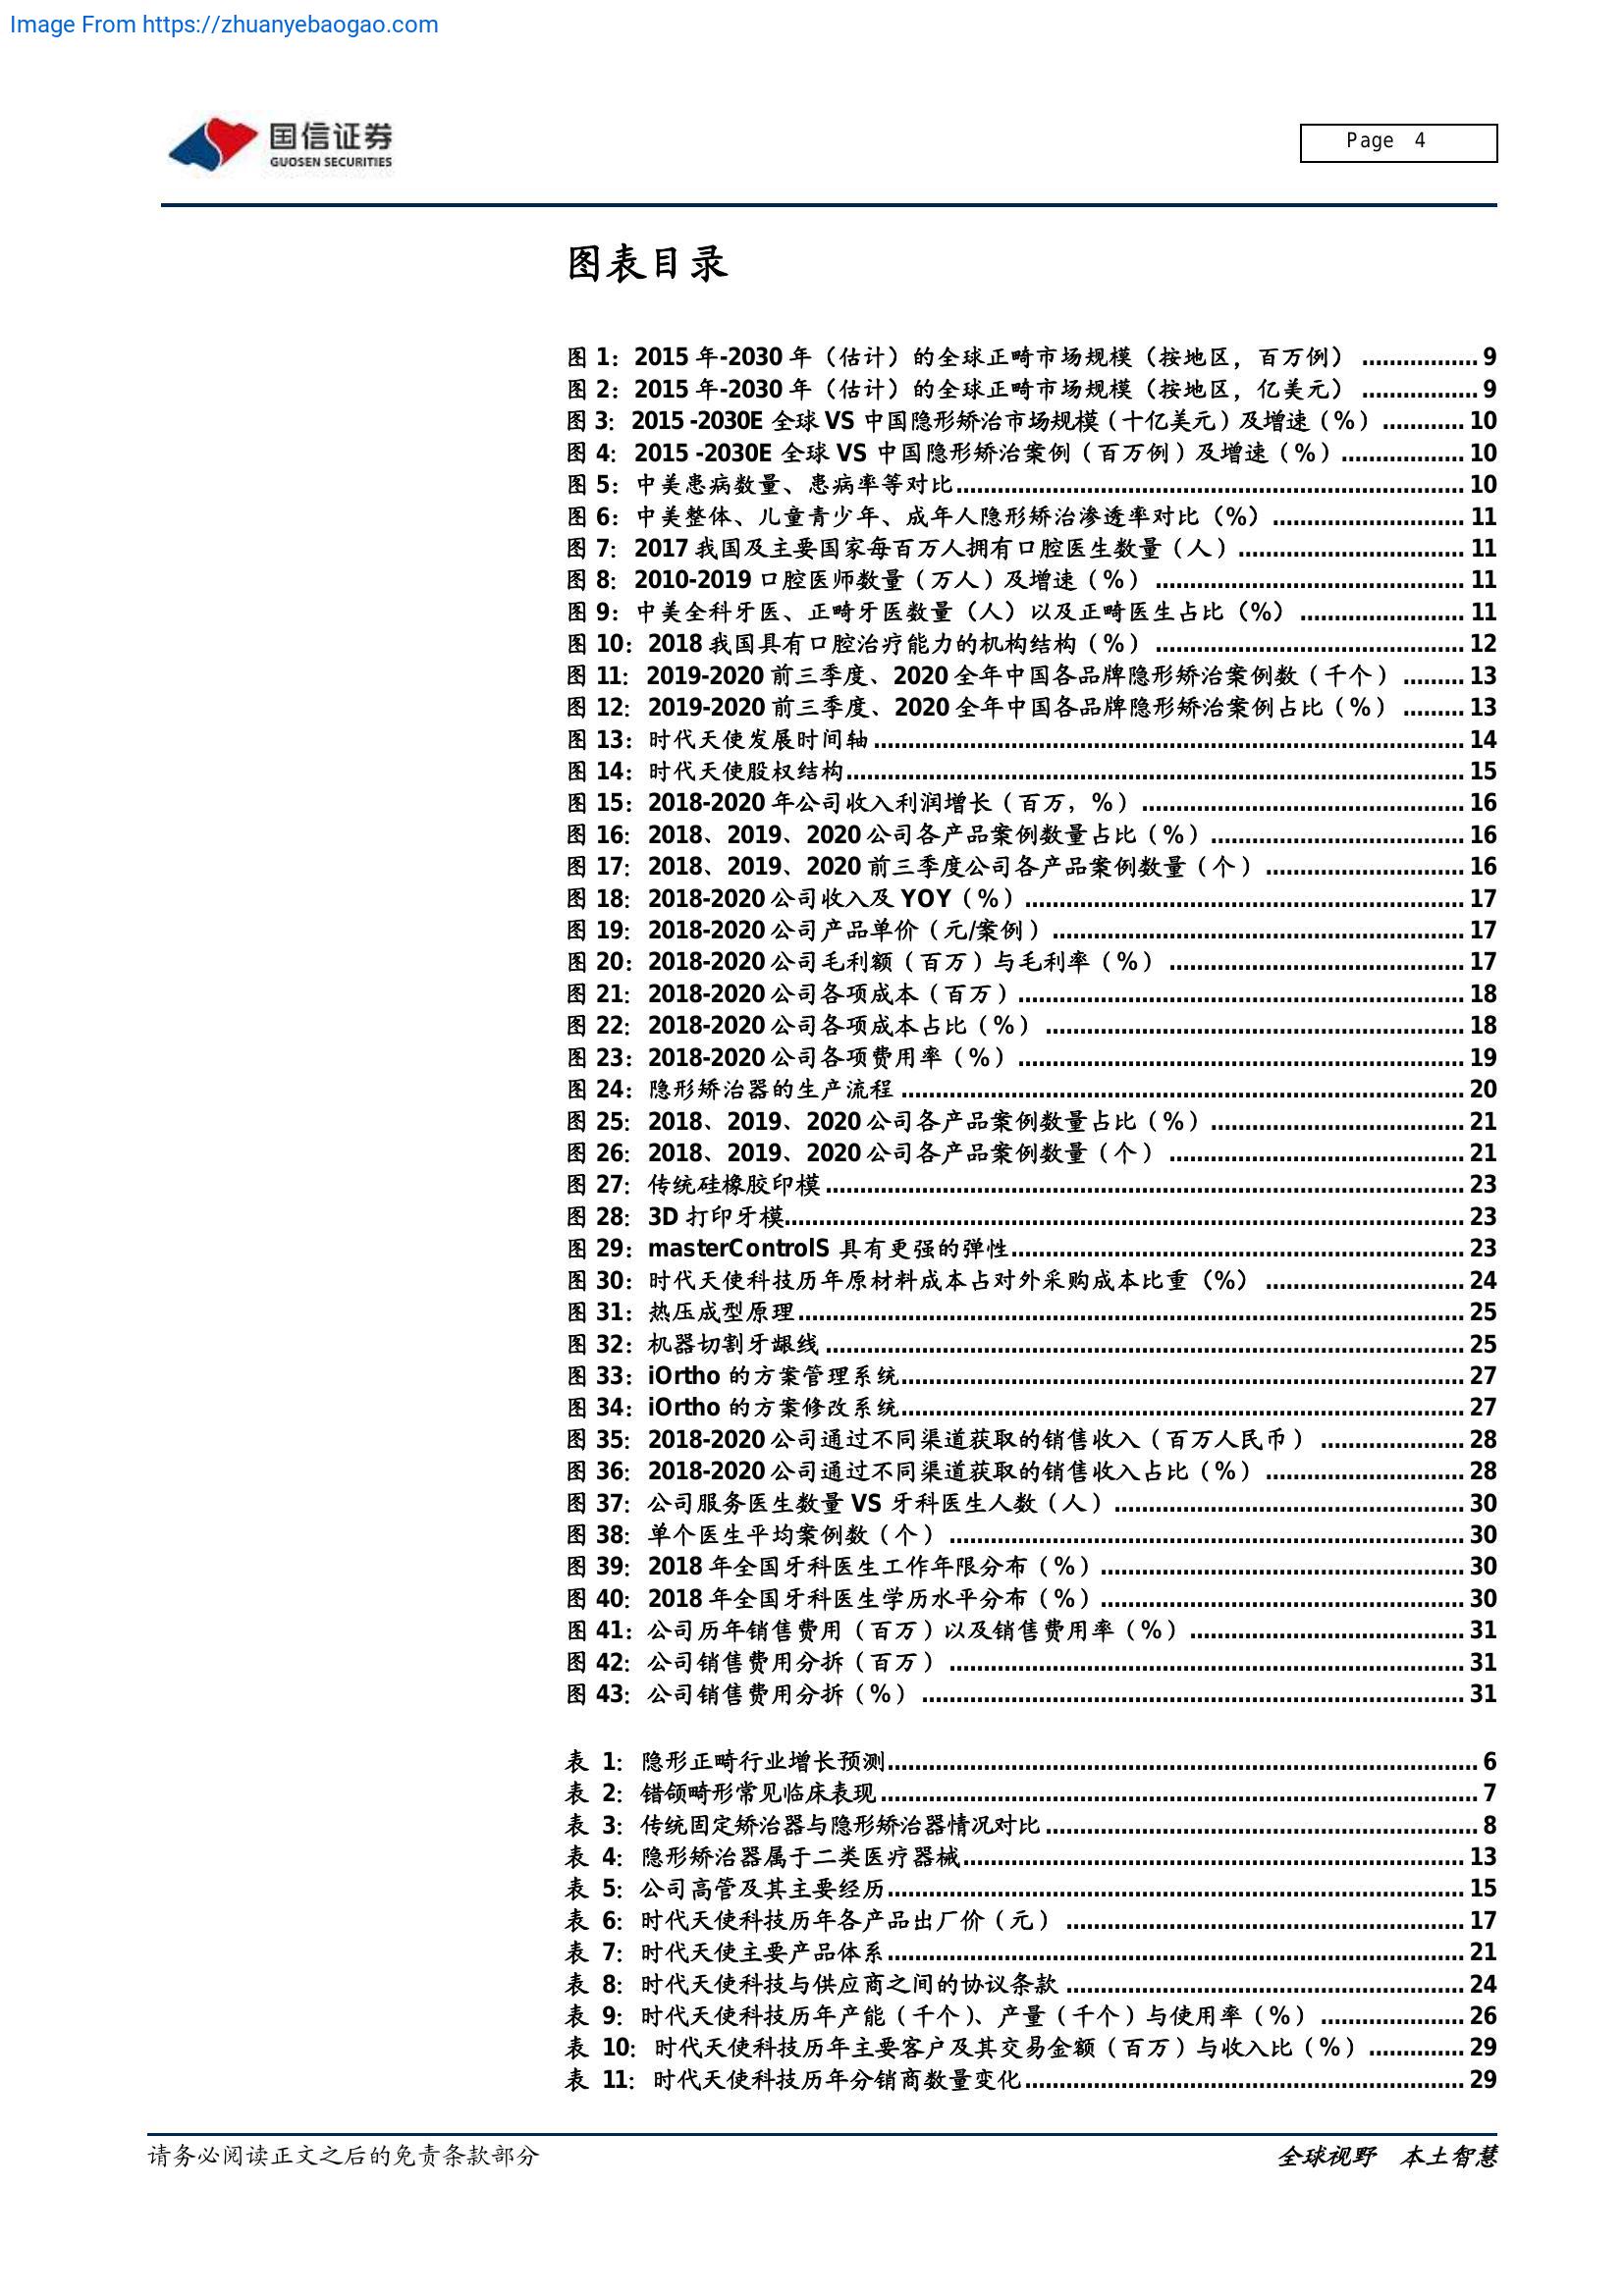 Image From https://zhuanyebaogao.com
国信证券
GUOSEN SECURITIES
Page 4
图表目录
图 1：2015 年-2030 年（估计）的全球正畸市场规模（按地区，百万例） ................. 9
图 2：2015 年-2030 年（估计）的全球正畸市场规模（按地区，亿美元） ................. 9
图 3：2015 -2030E 全球 VS 中国隐形矫治市场规模（十亿美元）及增速（%） ............ 10
图 4：2015 -2030E 全球 VS 中国隐形矫治案例（百万例）及增速（%）.................. 10
图 5：中美患病数量、患病率等对比.......................................................................... 10
图 6：中美整体、儿童青少年、成年人隐形矫治渗透率对比（%）............................ 11
图 7：2017 我国及主要国家每百万人拥有口腔医生数量（人）................................. 11
图 8：2010-2019 口腔医师数量（万人）及增速（%） ............................................. 11
图 9：中美全科牙医、正畸牙医数量（人）以及正畸医生占比（%） ........................ 11
图 10：2018 我国具有口腔治疗能力的机构结构（%） ............................................. 12
图 11：2019-2020 前三季度、2020 全年中国各品牌隐形矫治案例数（千个） ......... 13
图 12：2019-2020 前三季度、2020 全年中国各品牌隐形矫治案例占比（%） ......... 13
图 13：时代天使发展时间轴 ...................................................................................... 14
图 14：时代天使股权结构.......................................................................................... 15
图 15：2018-2020 年公司收入利润增长（百万，%） ............................................... 16
图 16：2018、2019、2020 公司各产品案例数量占比（%）..................................... 16
图 17：2018、2019、2020 前三季度公司各产品案例数量（个） ............................. 16
图 18：2018-2020 公司收入及 YOY（%）................................................................ 17
图 19：2018-2020 公司产品单价（元/案例） ............................................................ 17
图 20：2018-2020 公司毛利额（百万）与毛利率（%） ........................................... 17
图 21：2018-2020 公司各项成本（百万）................................................................. 18
图 22：2018-2020 公司各项成本占比（%） ............................................................. 18
图 23：2018-2020 公司各项费用率（%） ................................................................. 19
图 24：隐形矫治器的生产流程 .................................................................................. 20
图 25：2018、2019、2020 公司各产品案例数量占比（%）..................................... 21
图 26：2018、2019、2020 公司各产品案例数量（个） ........................................... 21
图 27：传统硅橡胶印模 ............................................................................................. 23
图 28：3D 打印牙模................................................................................................... 23
图 29：masterControlS 具有更强的弹性.................................................................. 23
图 30：时代天使科技历年原材料成本占对外采购成本比重（%） ............................. 24
图 31：热压成型原理................................................................................................. 25
图 32：机器切割牙龈线 ............................................................................................. 25
图 33：iOrtho 的方案管理系统.................................................................................. 27
图 34：iOrtho 的方案修改系统.................................................................................. 27
图 35：2018-2020 公司通过不同渠道获取的销售收入（百万人民币） ..................... 28
图 36：2018-2020 公司通过不同渠道获取的销售收入占比（%） ............................. 28
图 37：公司服务医生数量 VS 牙科医生人数（人） ................................................... 30
图 38：单个医生平均案例数（个） ........................................................................... 30
图 39：2018 年全国牙科医生工作年限分布（%）..................................................... 30
图 40：2018 年全国牙科医生学历水平分布（%）..................................................... 30
图 41：公司历年销售费用（百万）以及销售费用率（%）........................................ 31
图 42：公司销售费用分拆（百万） ........................................................................... 31
图 43：公司销售费用分拆（%） ............................................................................... 31
表 1：隐形正畸行业增长预测...................................................................................... 6
表 2：错颌畸形常见临床表现....................................................................................... 7
表 3：传统固定矫治器与隐形矫治器情况对比............................................................... 8
表 4：隐形矫治器属于二类医疗器械......................................................................... 13
表 5：公司高管及其主要经历.................................................................................... 15
表 6：时代天使科技历年各产品出厂价（元） .......................................................... 17
表 7：时代天使主要产品体系.................................................................................... 21
表 8：时代天使科技与供应商之间的协议条款 .......................................................... 24
表 9：时代天使科技历年产能（千个）、产量（千个）与使用率（%） ..................... 26
表 10：时代天使科技历年主要客户及其交易金额（百万）与收入比（%） .............. 29
表 11：时代天使科技历年分销商数量变化................................................................ 29
请务必阅读正文之后的免责条款部分
全球视野 本土智慧